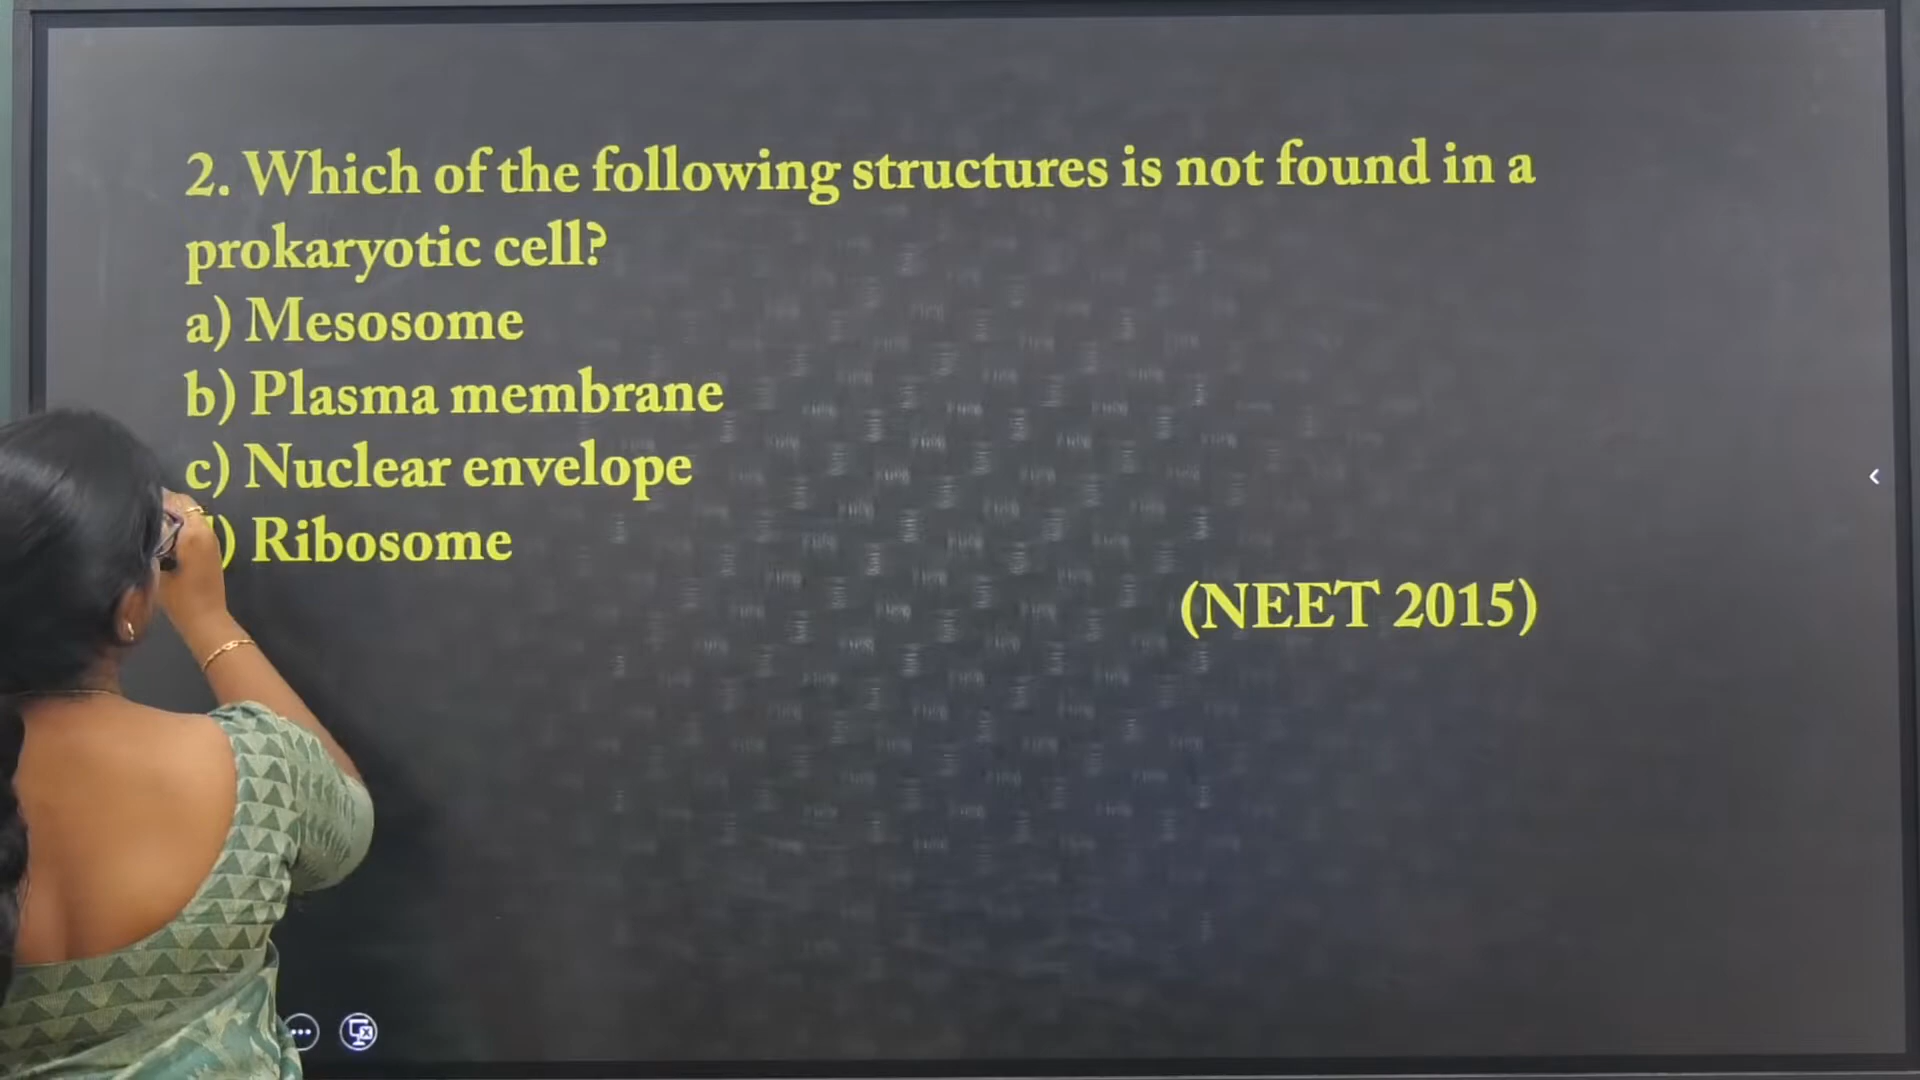 2. Which of the following structures is not found in a
prokaryotic cell?
a) Mesosome
b) Plasma membrane
c) Nuclear envelope
) Ribosome
(NEET 2015)